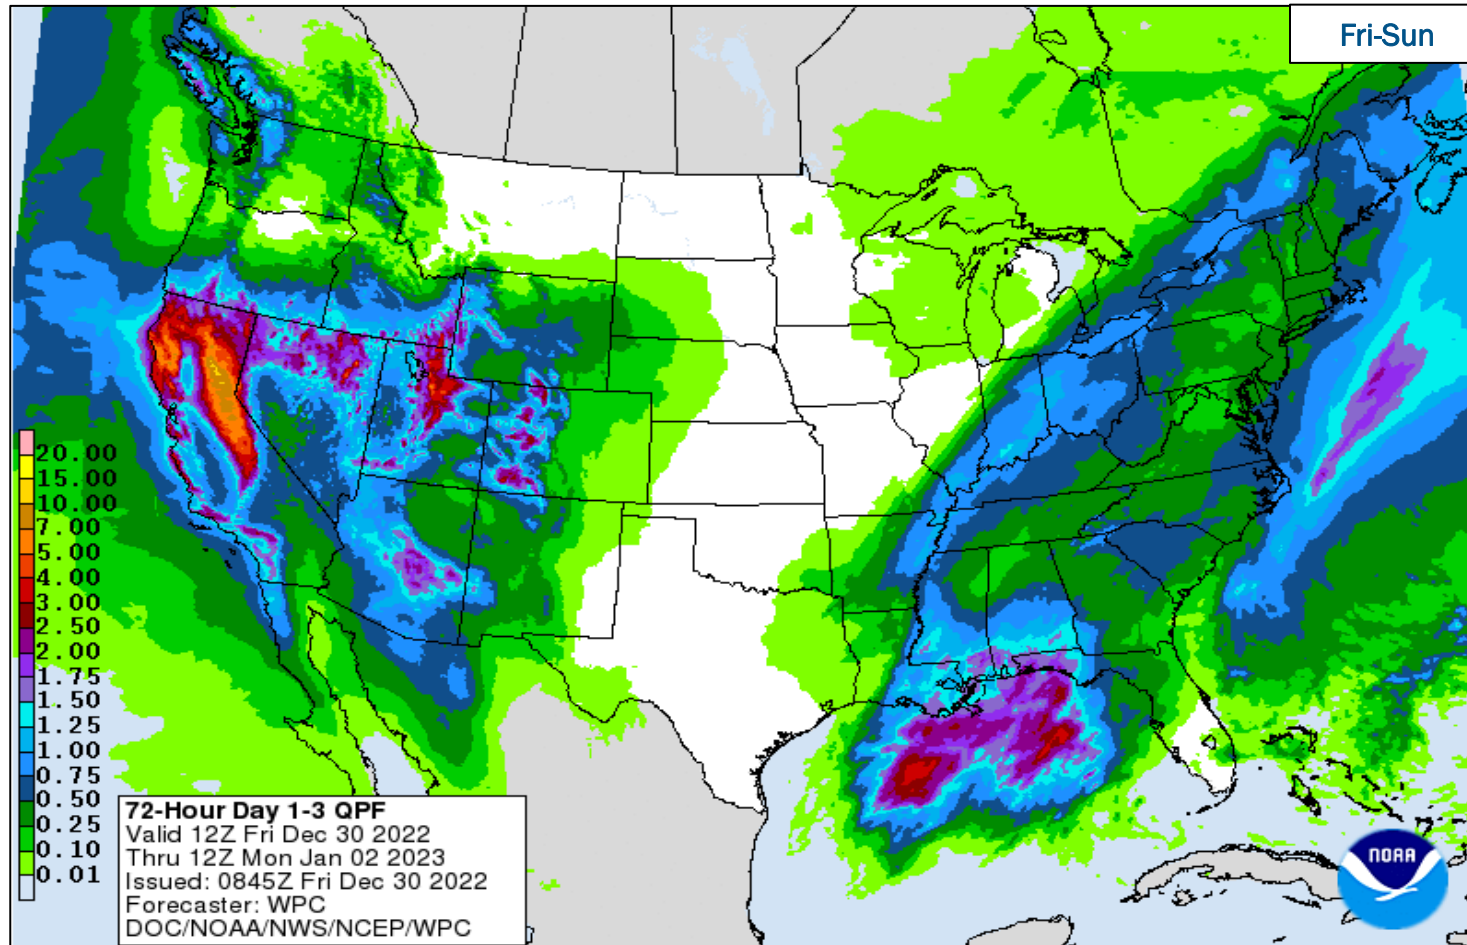 Fri-Sun
20.00
15.00
10.00
7.00
5.00
4.00
3.00
2.50
2.00
1.75
1.50
1.25
1.00
0.75
0.50
0.25
0.10
0.01
72-Hour Day 1-3 QPF
Valid 12Z Fri Dec 30 2022
Thru 12Z Mon Jan 02 2023
Issued: 0845Z Fri Dec 30 2022
Forecaster: WPC
DOC/NOAA/NWS/NCEP/WPC
NOAA